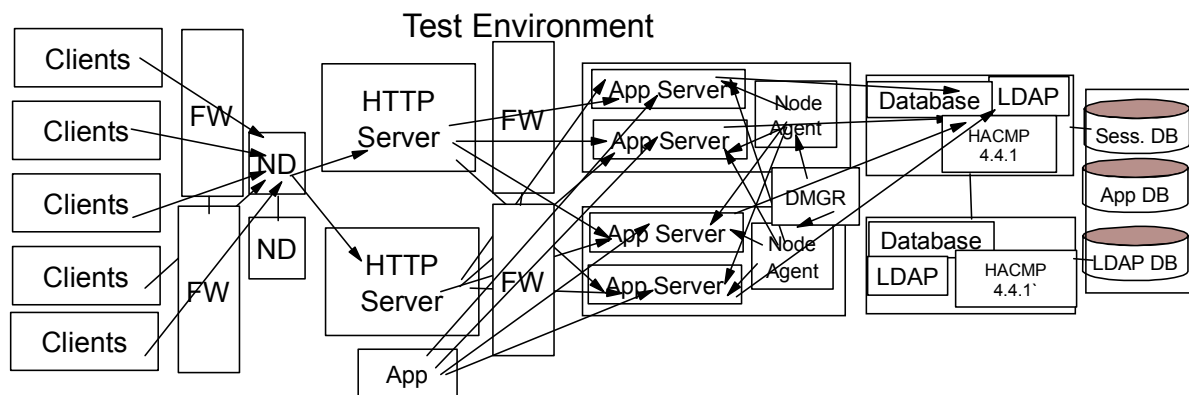 Test Environment
Clients
Clients
Clients
Clients
Clients
FW
FW
ND
ND
HTTP
Server
HTTP
Server
App
FW
FW
App Server
App Server
Node
Agent
DMGR
App Server
App Server
Node
Agent
Database
LDAP
HACMP
4.4.1
Database
LDAP
HACMP
4.4.1`
Sess. DB
App DB
LDAP DB